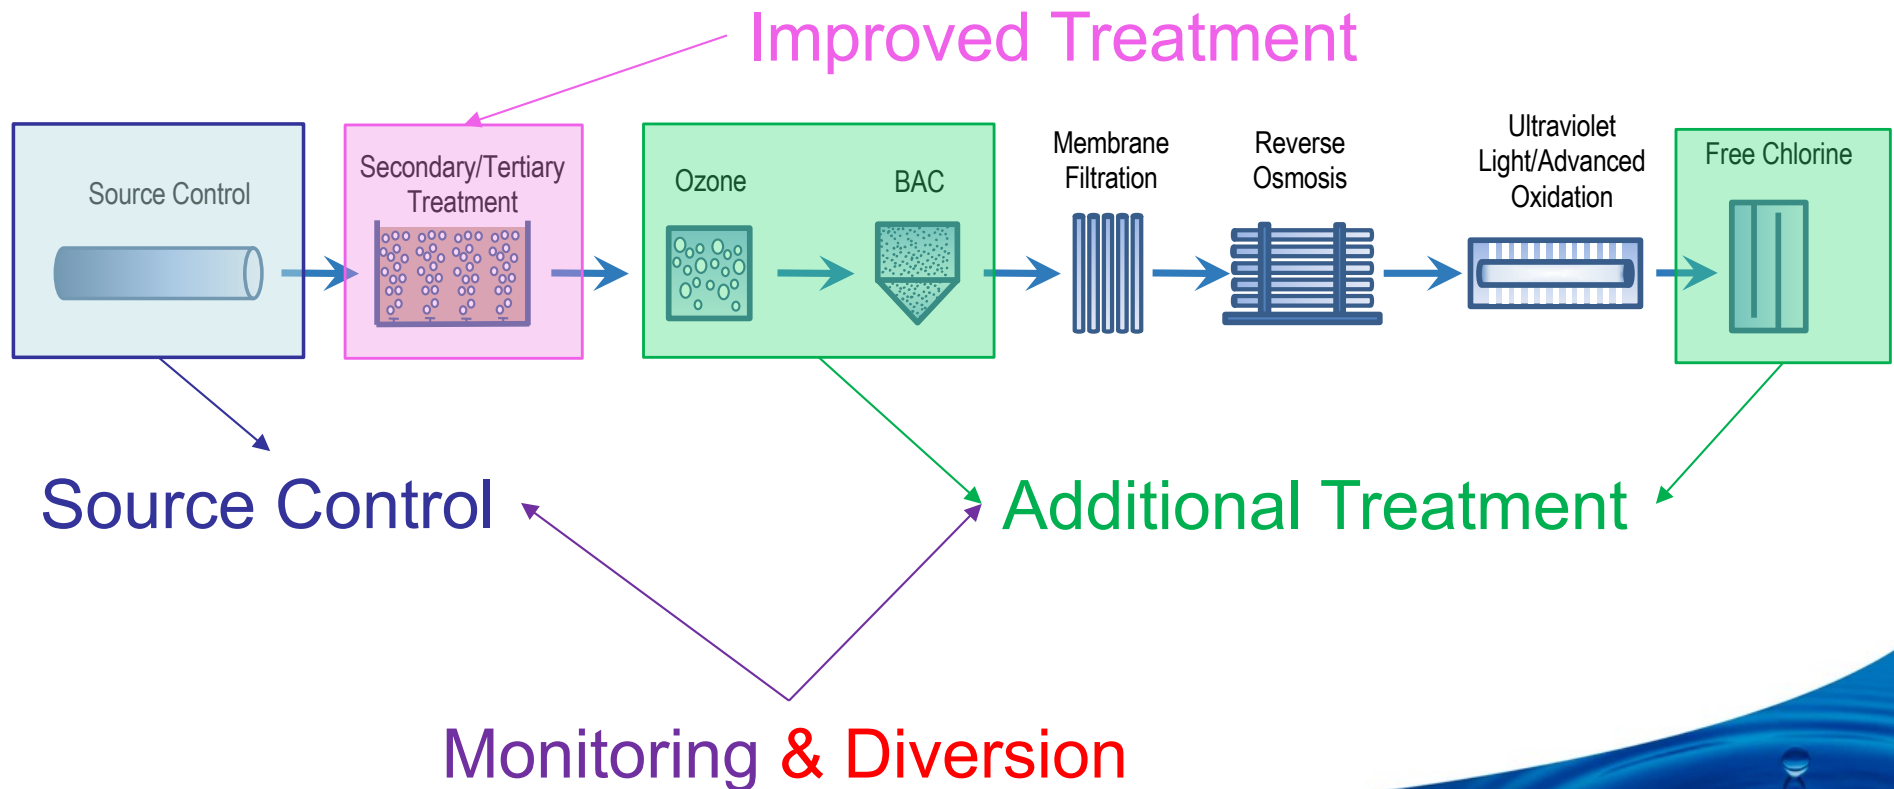 Improved Treatment
Source Control
Secondary/Tertiary
Treatment
Ozone
BAC
Membrane
Filtration
Reverse
Osmosis
Ultraviolet
Light/Advanced
Oxidation
Free Chlorine
Source Control
Additional Treatment
Monitoring & Diversion